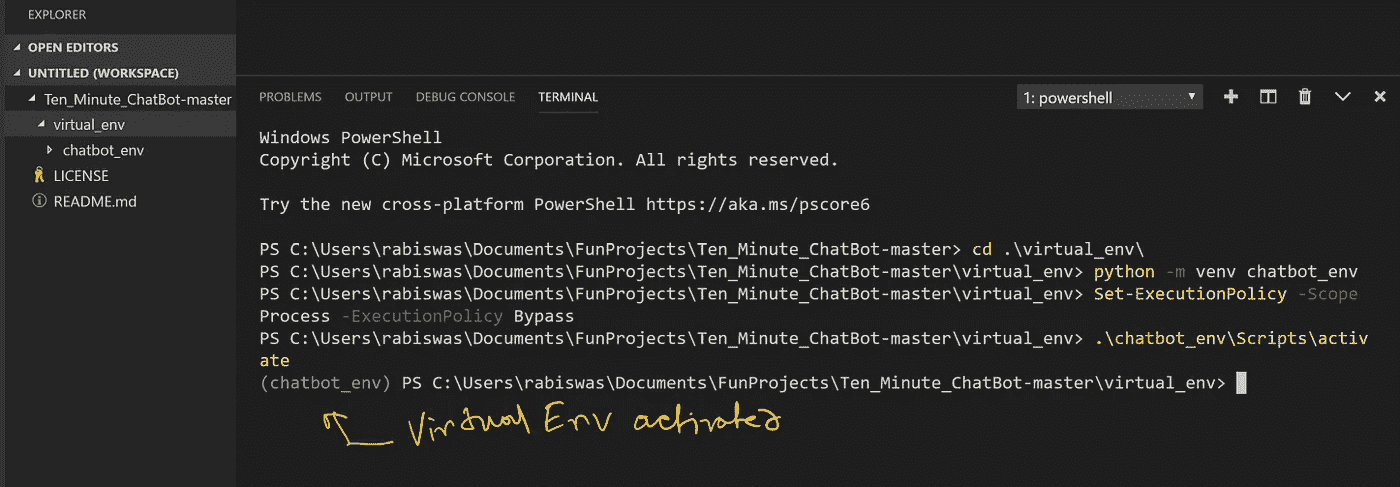 EXPLORER
OPEN EDITORS
UNTITLED (WORKSPACE)
Ten_Minute_ChatBot-master
virtual_env
chatbot_env
LICENSE
README.md
PROBLEMS OUTPUT DEBUG CONSOLE TERMINAL 1: powershell
Windows PowerShell
Copyright (C) Microsoft Corporation. All rights reserved.
Try the new cross-platform PowerShell https://aka.ms/pscore6
PS C:\Users\rabiswas\Documents\FunProjects\Ten_Minute_ChatBot-master> cd .\virtual_env\
PS C:\Users\rabiswas\Documents\FunProjects\Ten_Minute_ChatBot-master\virtual_env> python -m venv chatbot_env
PS C:\Users\rabiswas\Documents\FunProjects\Ten_Minute_ChatBot-master\virtual_env> Set-ExecutionPolicy -Scope
Process -ExecutionPolicy Bypass
PS C:\Users\rabiswas\Documents\FunProjects\Ten_Minute_ChatBot-master\virtual_env> .\chatbot_env\Scripts\activ
ate
(chatbot_env) PS C:\Users\rabiswas\Documents\FunProjects\Ten_Minute_ChatBot-master\virtual_env>
Virtual Env activated